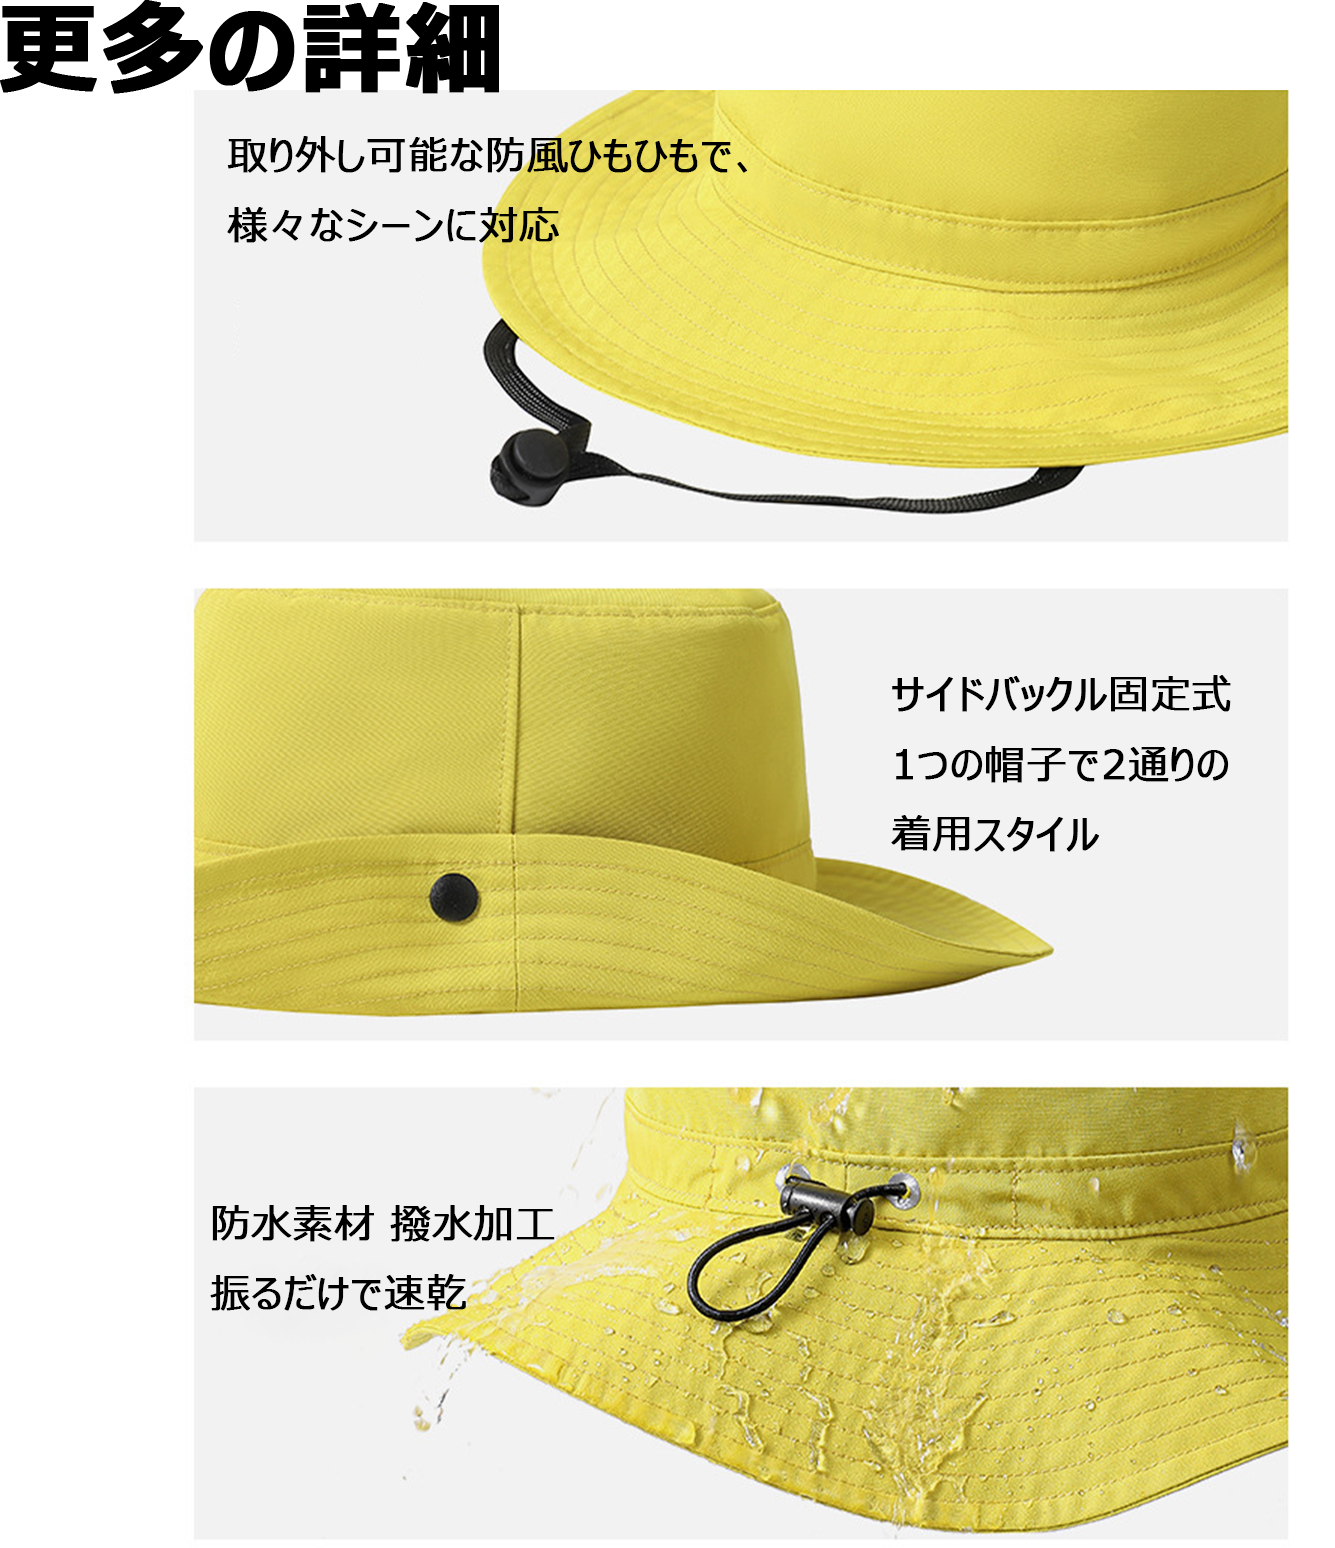 更多の詳細
取り外し可能な防風ひもひもで、
様々なシーンに対応
サイドバックル固定式
1つの帽子で2通りの
着用スタイル
防水素材 撥水加工
振るだけで速乾